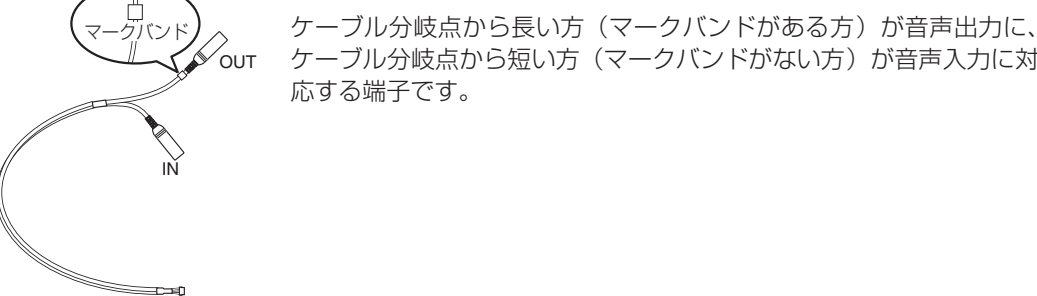 マークバンド
OUT
IN
ケーブル分岐点から長い方（マークバンドがある方）が音声出力に、
ケーブル分岐点から短い方（マークバンドがない方）が音声入力に対
応する端子です。